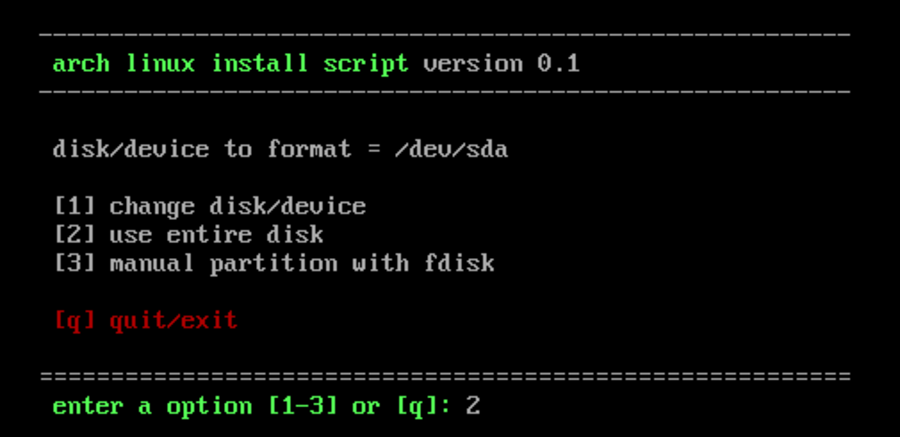 ---------------------------------------------------------
arch linux install script version 0.1
---------------------------------------------------------
disk/device to format = /dev/sda
[1] change disk/device
[2] use entire disk
[3] manual partition with fdisk
[q] quit/exit
=========================================================
enter a option [1-3] or [q]: 2